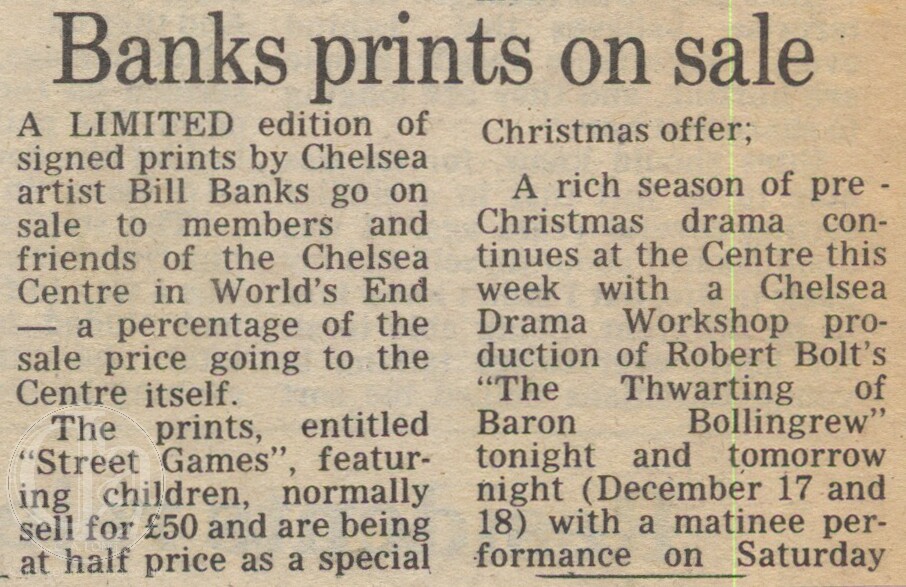 Banks prints on sale
A LIMITED edition of
signed prints by Chelsea
artist Bill Banks go on
sale to members and
friends of the Chelsea
Centre in World's End
— a percentage of the
sale price going to the
Centre itself.
The prints, entitled
"Street Games", featur-
ing children, normally
sell for £50 and are being
at half price as a special
Christmas offer;
A rich season of pre -
Christmas drama con-
tinues at the Centre this
week with a Chelsea
Drama Workshop pro-
duction of Robert Bolt's
"The Thwarting of
Baron Bollingrew"
tonight and tomorrow
night (December 17 and
18) with a matinee per-
formance on Saturday